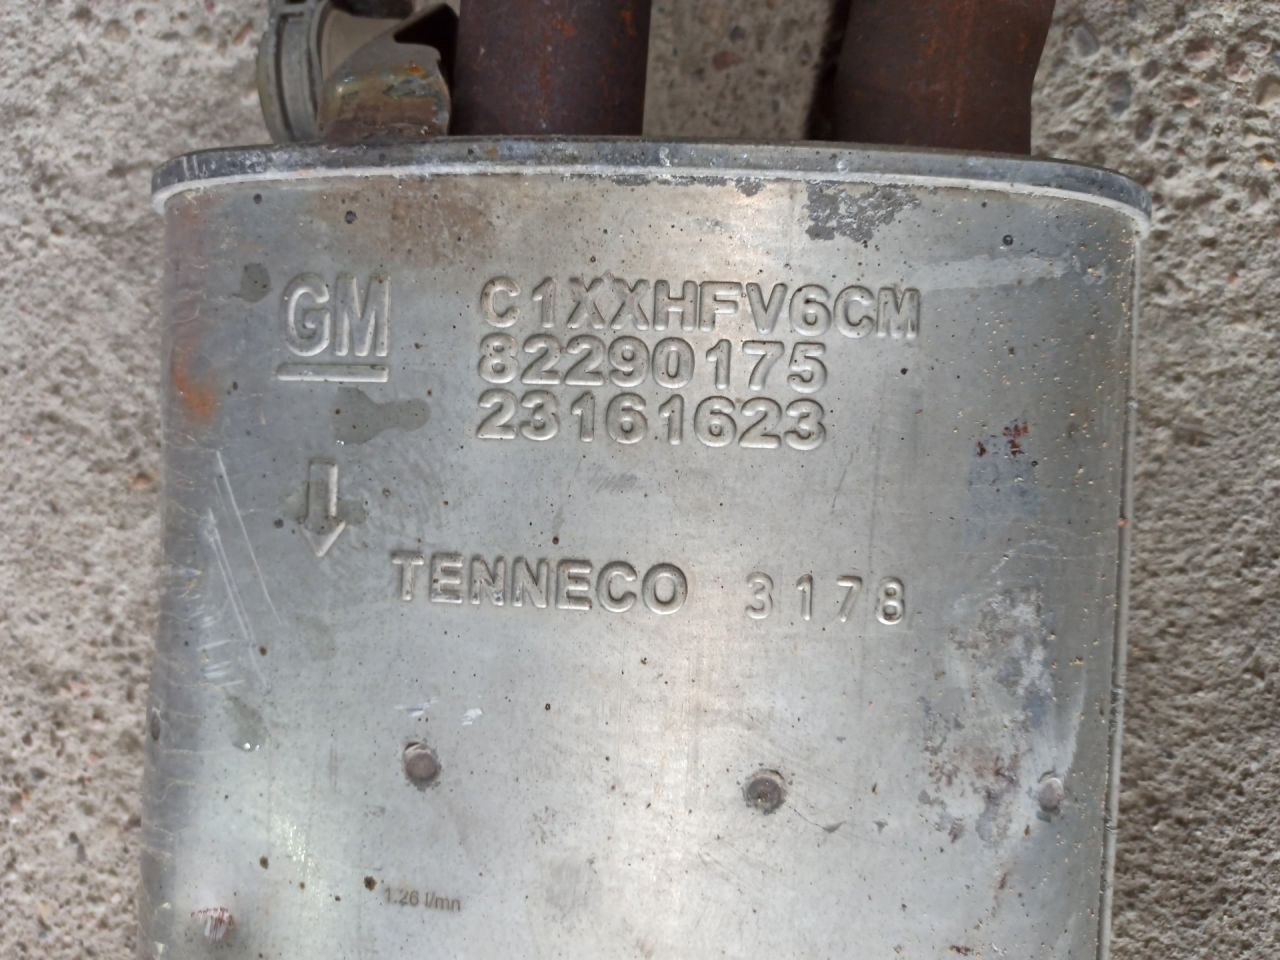 GM
C1XXHFV6CM
82290175
23161623
TENNECO 3178
1.26 l/mn